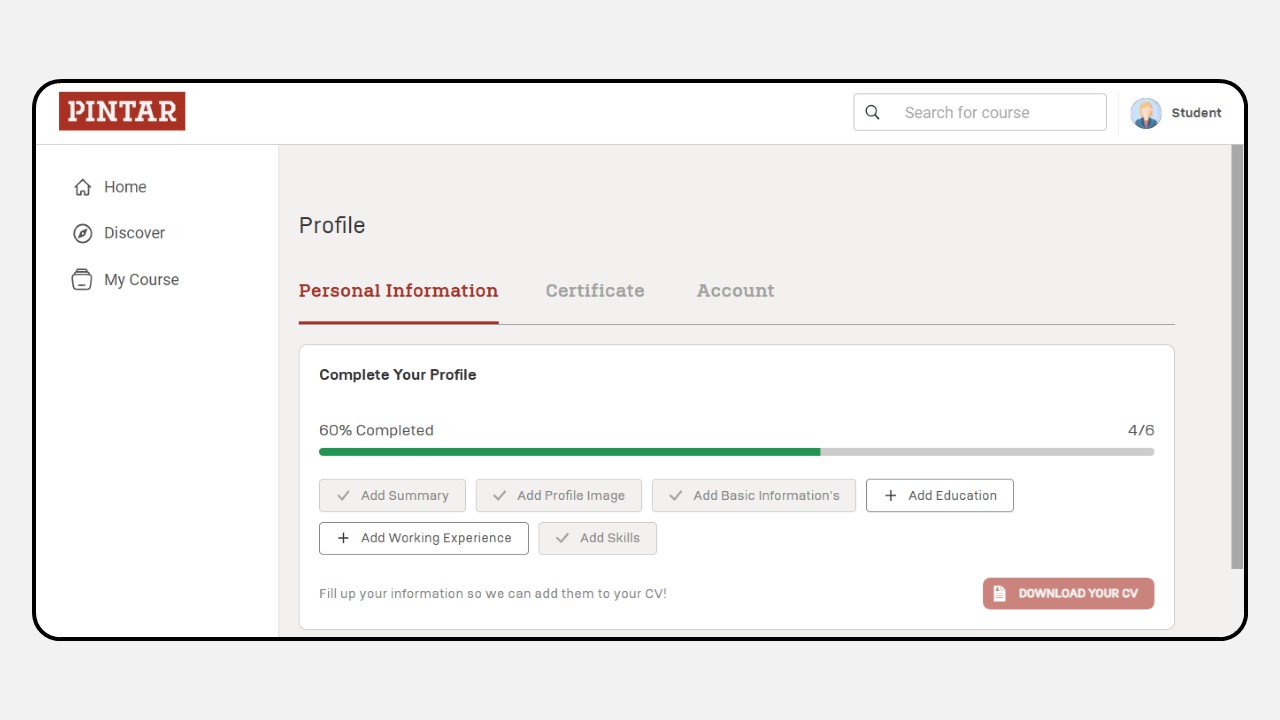 PINTAR
Search for course
Student
Home
Discover
My Course
Profile
Personal Information
Certificate
Account
Complete Your Profile
60% Completed
4/6
Add Summary
Add Profile Image
Add Basic Information's
Add Education
Add Working Experience
Add Skills
Fill up your information so we can add them to your CV!
DOWNLOAD YOUR CV